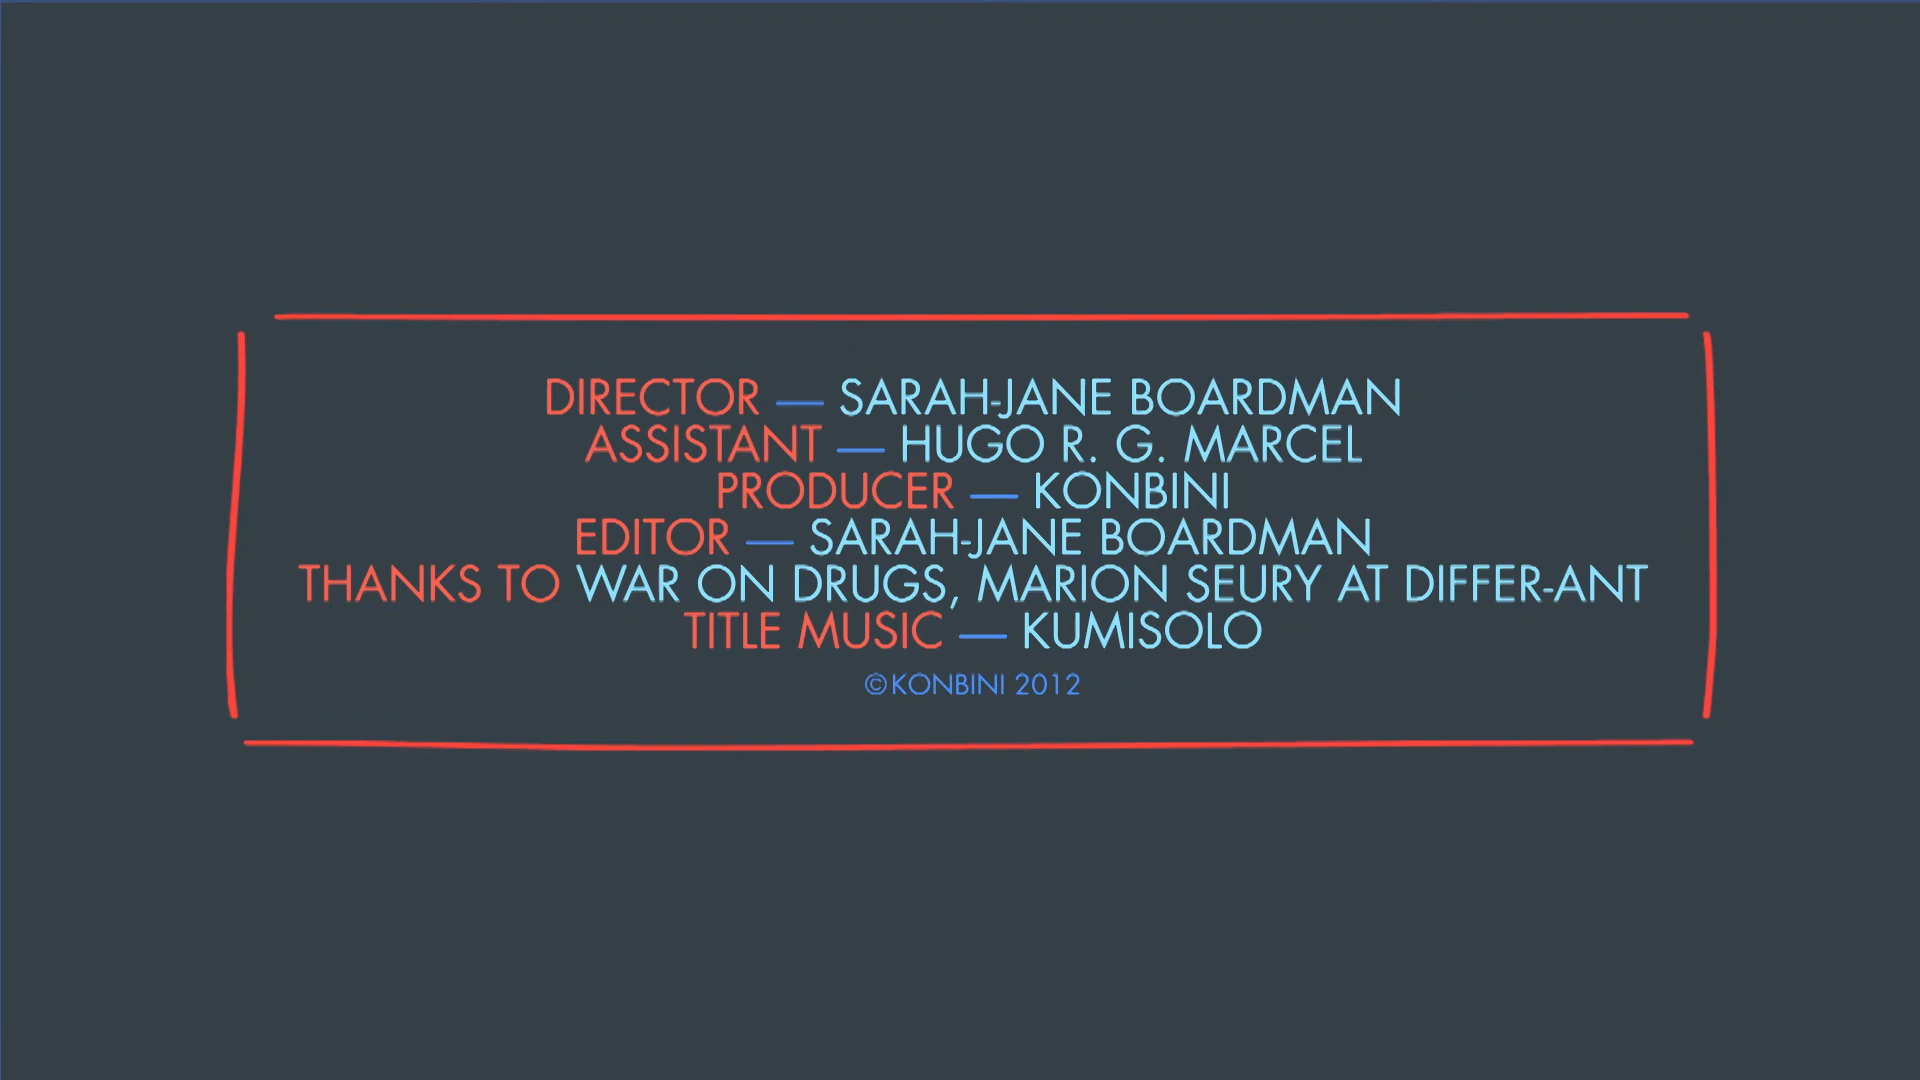 DIRECTOR — SARAH-JANE BOARDMAN
ASSISTANT — HUGO R. G. MARCEL
PRODUCER — KONBINI
EDITOR — SARAH-JANE BOARDMAN
THANKS TO WAR ON DRUGS, MARION SEURY AT DIFFER-ANT
TITLE MUSIC — KUMISOLO
©KONBINI 2012